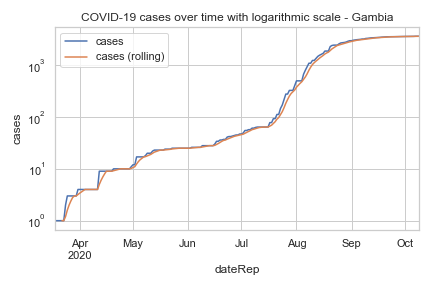 COVID-19 cases over time with logarithmic scale - Gambia
cases
cases (rolling)
10³
10²
10¹
10⁰
cases
Apr
2020
May
Jun
Jul
Aug
Sep
Oct
dateRep